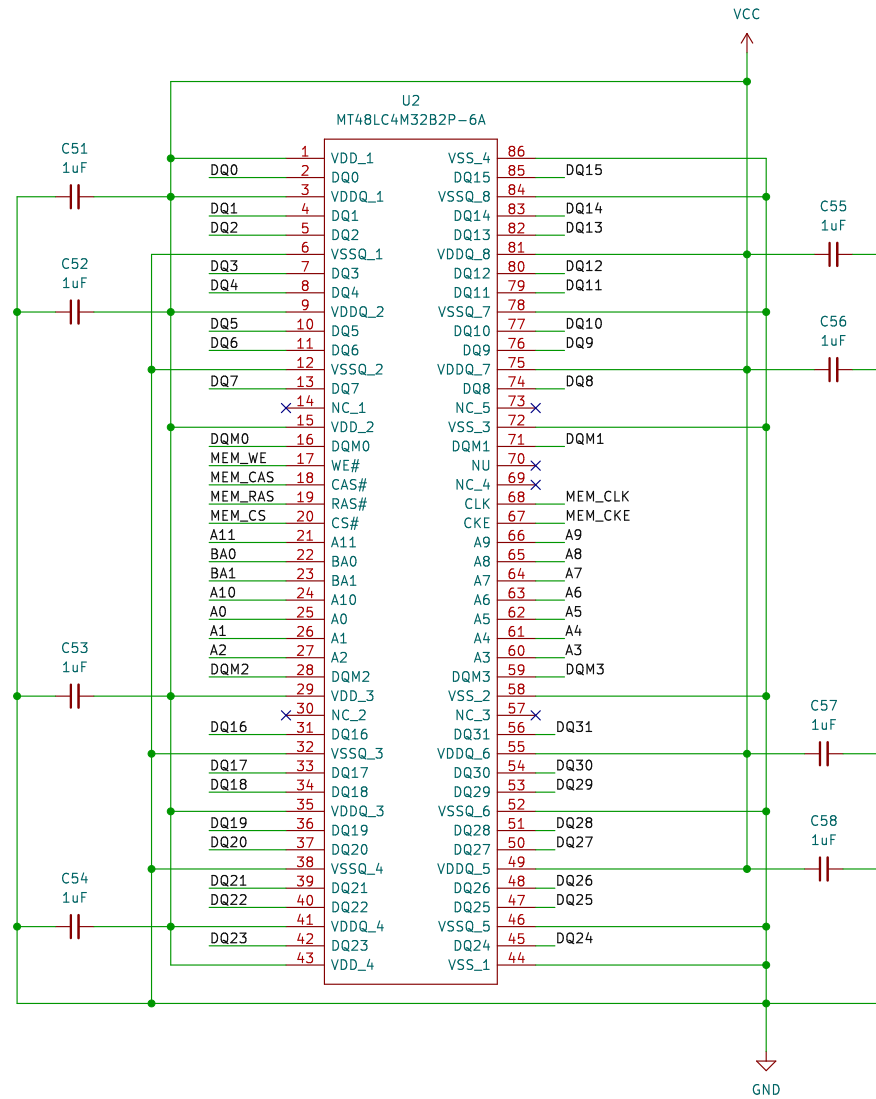 VCC
U2
MT48LC4M32B2P-6A
C51
1uF
1 VDD_1 VSS_4 86
DQ0 2 DQ0 DQ15 85 DQ15
3 VDDQ_1 VSSQ_8 84
DQ1 4 DQ1 DQ14 83 DQ14
DQ2 5 DQ2 DQ13 82 DQ13
C55
1uF
6 VSSQ_1 VDDQ_8 81
C52
1uF
DQ3 7 DQ3 DQ12 80 DQ12
DQ4 8 DQ4 DQ11 79 DQ11
9 VDDQ_2 VSSQ_7 78
DQ5 10 DQ5 DQ10 77 DQ10
DQ6 11 DQ6 DQ9 76 DQ9
C56
1uF
12 VSSQ_2 VDDQ_7 75
DQ7 13 DQ7 DQ8 74 DQ8
14 NC_1 NC_5 73
15 VDD_2 VSS_3 72
DQM0 16 DQM0 DQM1 71 DQM1
MEM_WE 17 WE# NU 70
MEM_CAS 18 CAS# NC_4 69
MEM_RAS 19 RAS# CLK 68 MEM_CLK
MEM_CS 20 CS# CKE 67 MEM_CKE
A11 21 A11 A9 66 A9
BA0 22 BA0 A8 65 A8
BA1 23 BA1 A7 64 A7
A10 24 A10 A6 63 A6
A0 25 A0 A5 62 A5
A1 26 A1 A4 61 A4
A2 27 A2 A3 60 A3
C53
1uF
DQM2 28 DQM2 DQM3 59 DQM3
29 VDD_3 VSS_2 58
30 NC_2 NC_3 57
C57
1uF
DQ16 31 DQ16 DQ31 56 DQ31
32 VSSQ_3 VDDQ_6 55
DQ17 33 DQ17 DQ30 54 DQ30
DQ18 34 DQ18 DQ29 53 DQ29
35 VDDQ_3 VSSQ_6 52
C58
1uF
DQ19 36 DQ19 DQ28 51 DQ28
DQ20 37 DQ20 DQ27 50 DQ27
38 VSSQ_4 VDDQ_5 49
C54
1uF
DQ21 39 DQ21 DQ26 48 DQ26
DQ22 40 DQ22 DQ25 47 DQ25
41 VDDQ_4 VSSQ_5 46
DQ23 42 DQ23 DQ24 45 DQ24
43 VDD_4 VSS_1 44
GND